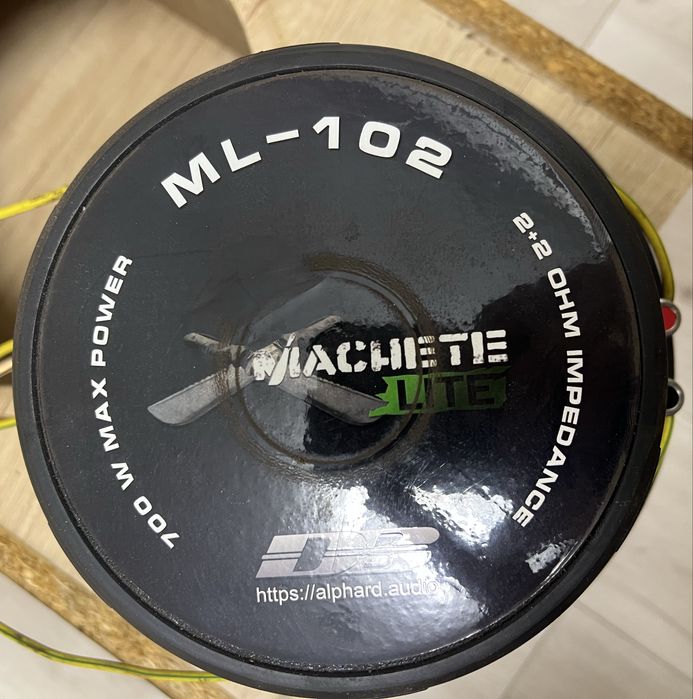 ML-102
700 W MAX POWER
2+2 OHM IMPEDANCE
MACHETE
LITE
DB
https://alphard.audio